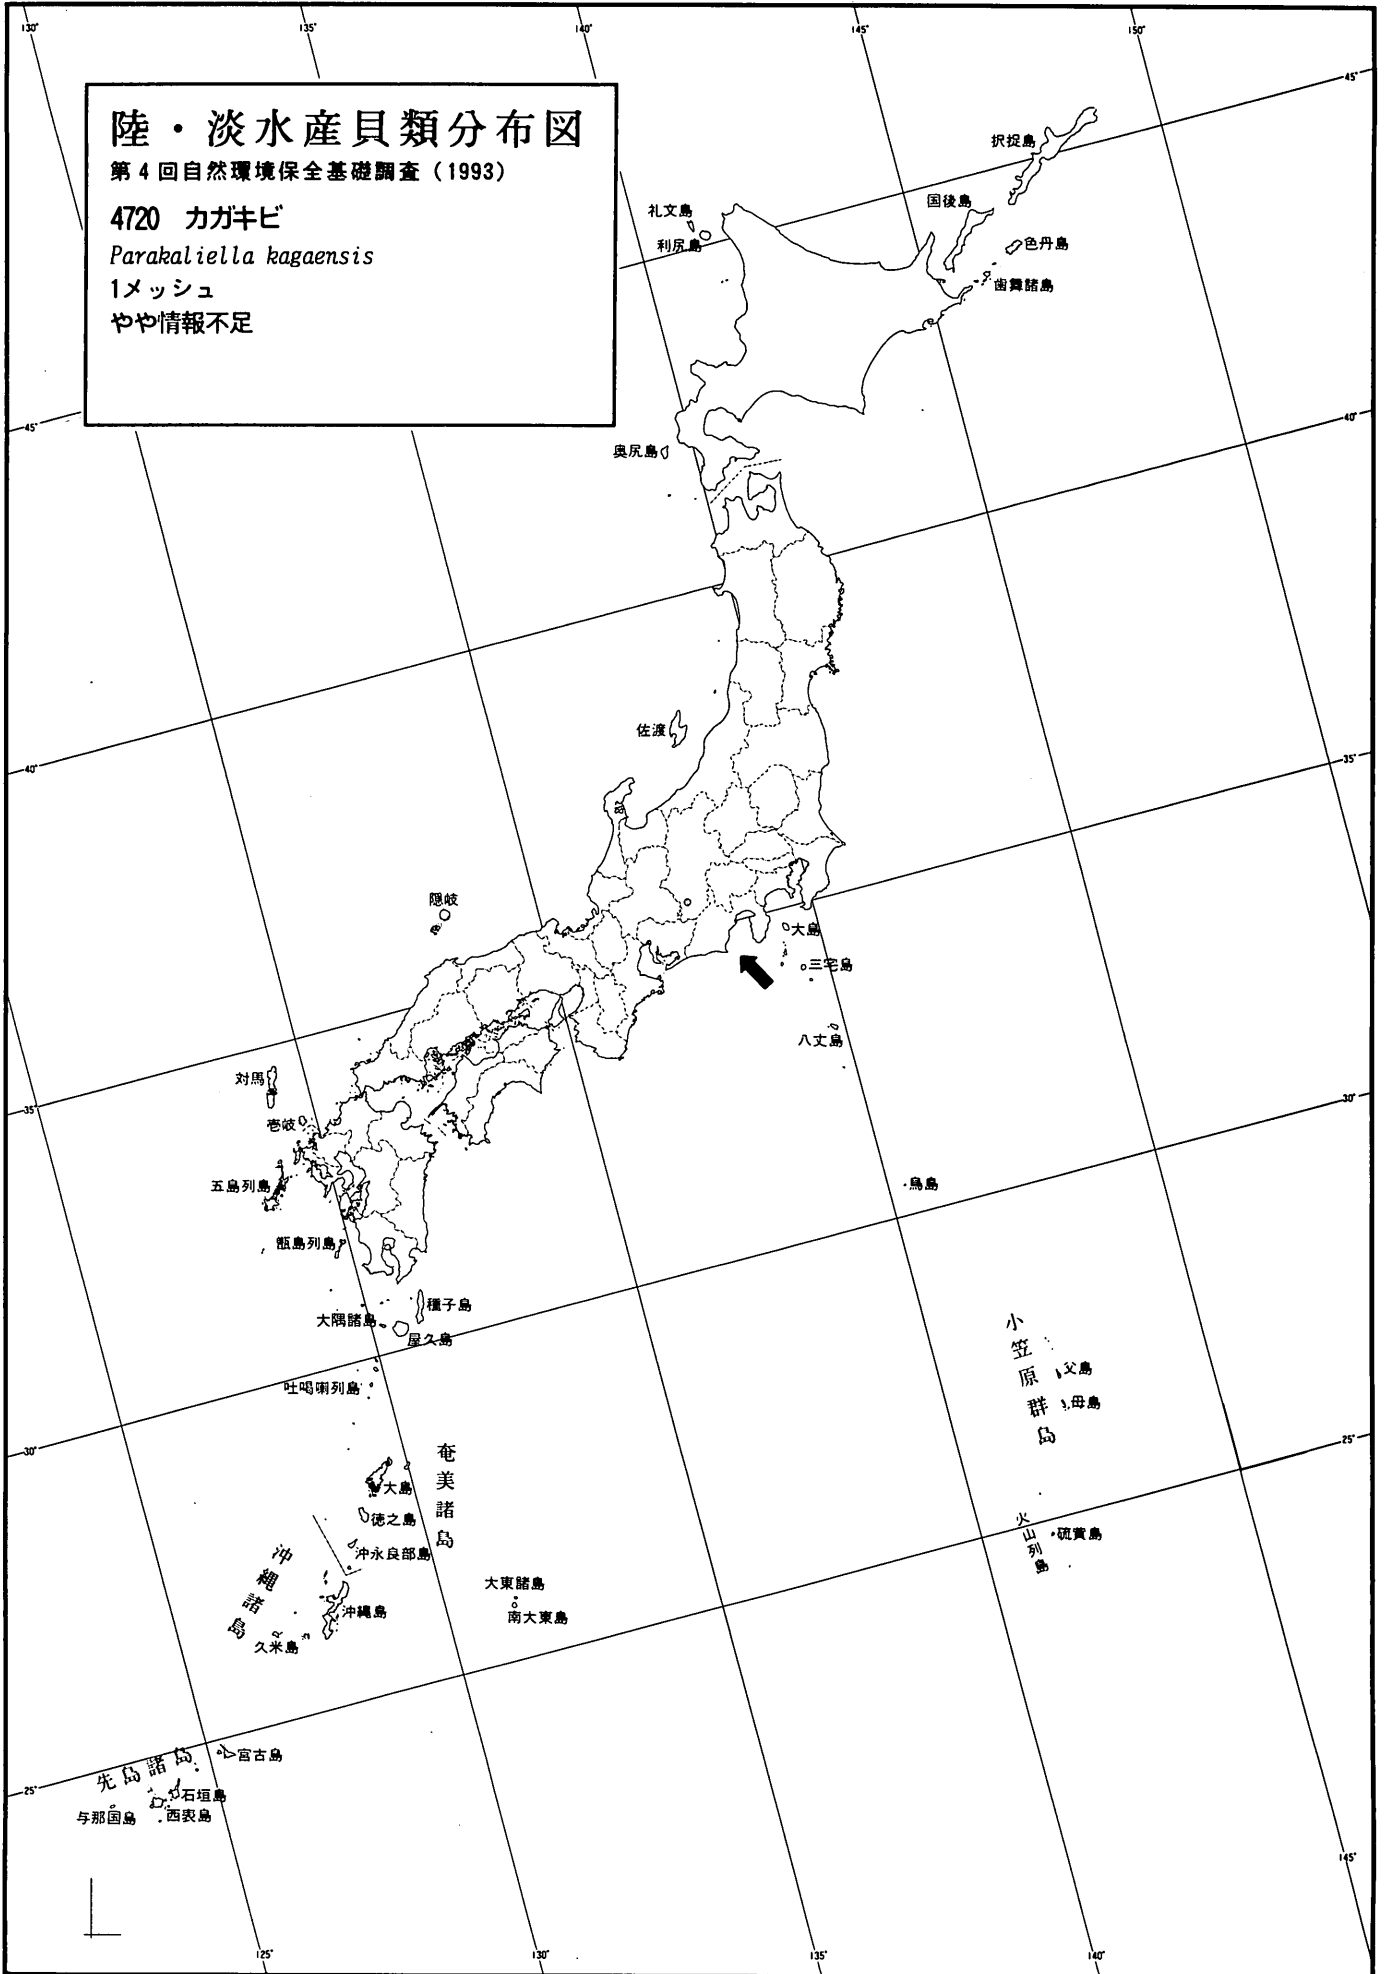 130°
135°
140°
145°
150°
陸・淡水産貝類分布図
第4回自然環境保全基礎調査(1993)
4720 カガキビ
Parakaliella kagaensis
1メッシュ
やや情報不足
45°
択捉島
国後島
色丹島
歯舞諸島
礼文島
利尻島
45°
40°
奥尻島
佐渡
40°
35°
隠岐
大島
三宅島
八丈島
対馬
壱岐
35°
30°
五島列島
鳥島
甑島列島
種子島
大隅諸島
屋久島
吐噶喇列島
小笠原群島
父島
母島
30°
25°
奄美諸島
大島
徳之島
沖永良部島
火山列島
硫黄島
沖縄諸島
沖縄島
久米島
大東諸島
南大東島
先島諸島
宮古島
石垣島
西表島
与那国島
25°
145°
125°
130°
135°
140°